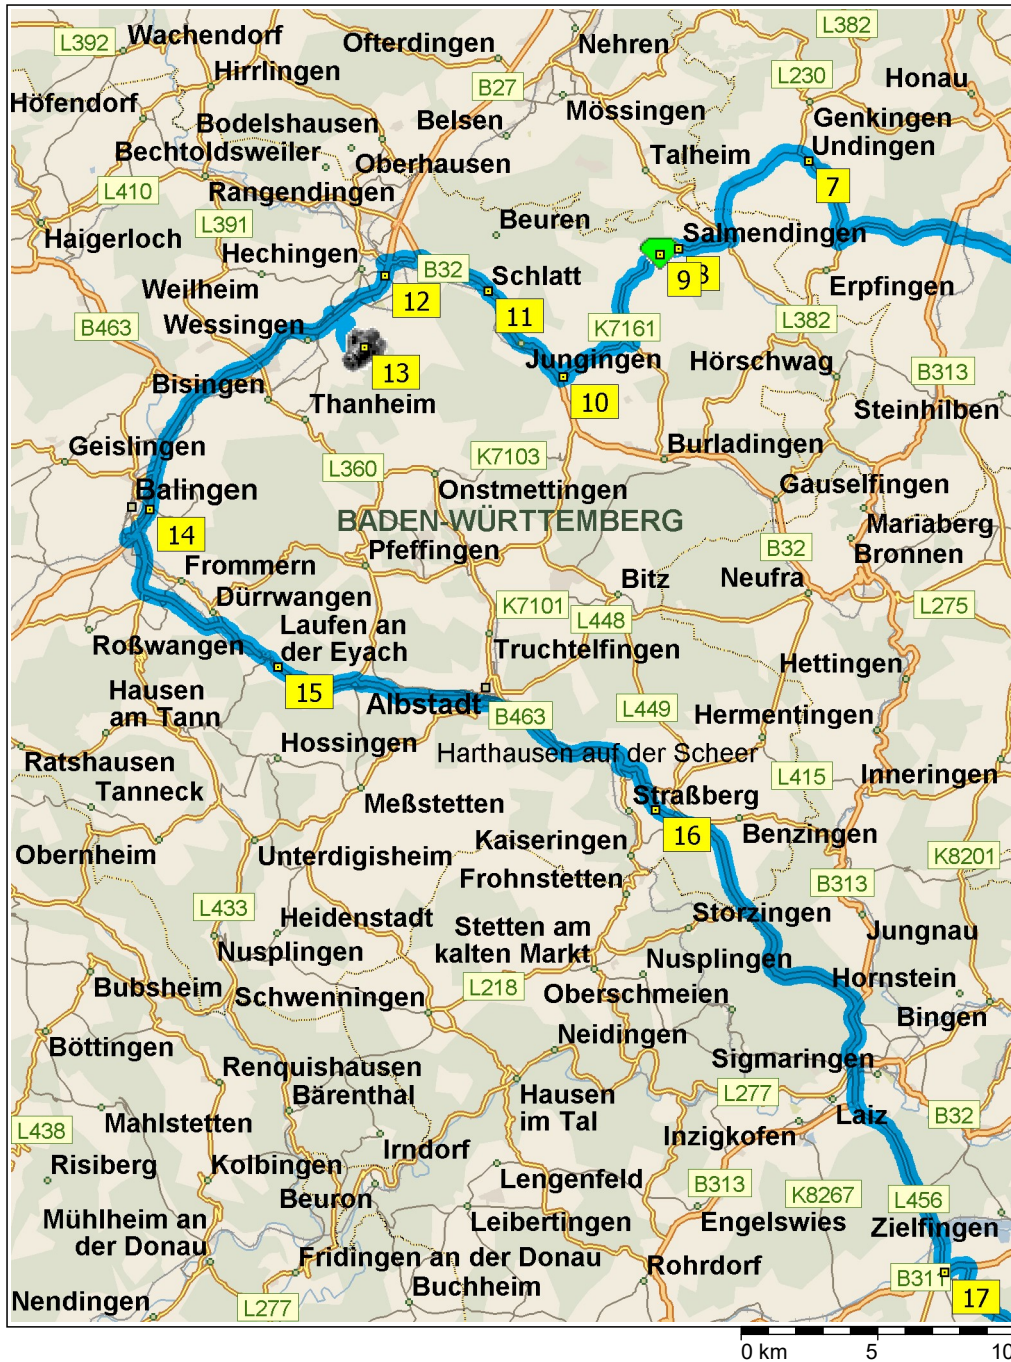 L392
Wachendorf
Ofterdingen
Nehren
L382
Hirrlingen
B27
L230
Honau
Höfendorf
Bodelshausen
Belsen
Mössingen
Genkingen
Undingen
Bechtoldsweiler
Oberhausen
Talheim
7
L410
Rangendingen
L391
Beuren
Salmendingen
Haigerloch
Hechingen
B32
Schlatt
9
8
Erpfingen
Weilheim
12
B463
Wessingen
11
K7161
L382
Jungingen
Hörschwag
B313
13
10
Bisingen
Thanheim
Steinhilben
Geislingen
L360
K7103
Burladingen
Balingen
Onstmettingen
Gauselfingen
BADEN-WÜRTTEMBERG
14
Mariaberg
Pfeffingen
B32
Bronnen
Frommern
Bitz
Neufra
Dürrwangen
K7101
L448
L275
Laufen an
der Eyach
Roßwangen
Truchtelfingen
Hettingen
15
Hausen
am Tann
Albstadt
B463
L449
Hermentingen
Hossingen
Harthausen auf der Scheer
Ratshausen
L415
Inneringen
Tanneck
Meßstetten
Straßberg
16
Benzingen
Obernheim
Unterdigisheim
Kaiseringen
K8201
Frohnstetten
B313
L433
Heidenstadt
Storzingen
Stetten am
kalten Markt
Jungnau
Nusplingen
Nusplingen
Bubsheim
Schwenningen
L218
Oberschmeien
Hornstein
Bingen
Böttingen
Neidingen
Renquishausen
Sigmaringen
Bärenthal
Hausen
im Tal
L277
Laiz
B32
L438
Mahlstetten
Irndorf
Inzigkofen
Risiberg
Kolbingen
Beuron
Lengenfeld
B313
K8267
L456
Mühlheim an
der Donau
Leibertingen
Engelswies
Zielfingen
Fridingen an der Donau
Rohrdorf
B311
Buchheim
17
Nendingen
L277
0 km
5
10